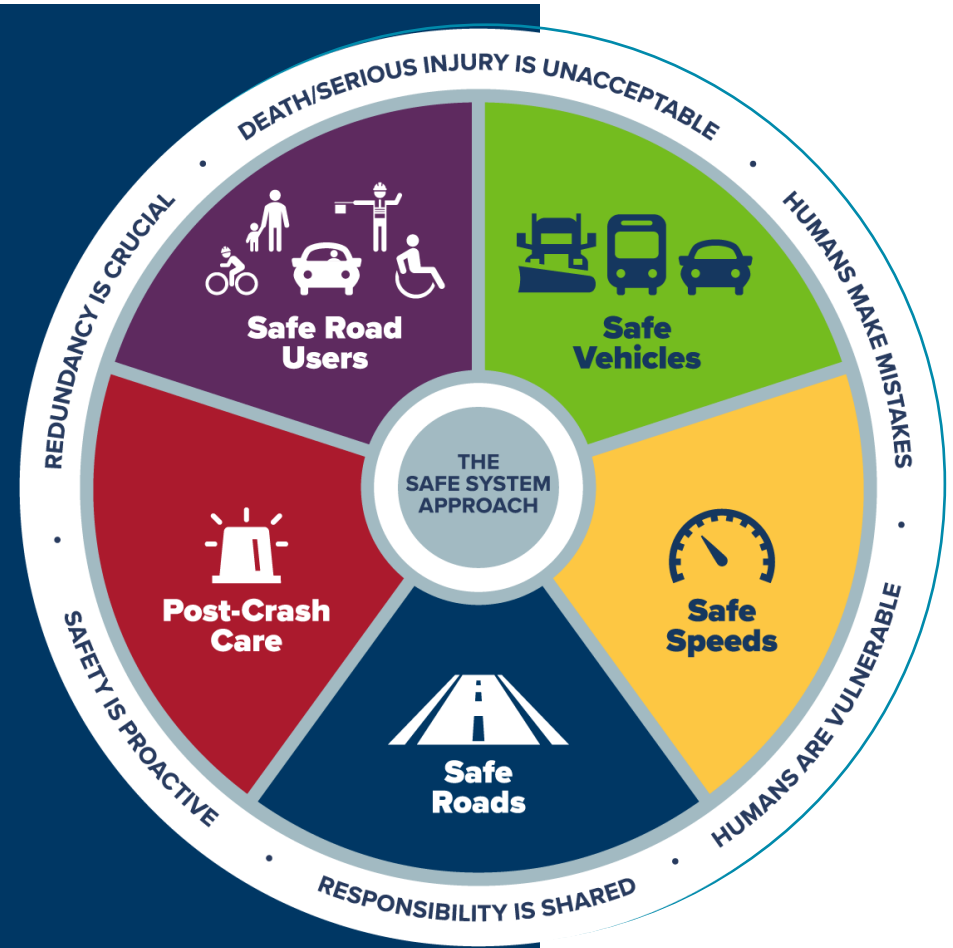 DEATH/SERIOUS INJURY IS UNACCEPTABLE
HUMANS MAKE MISTAKES
HUMANS ARE VULNERABLE
RESPONSIBILITY IS SHARED
SAFETY IS PROACTIVE
REDUNDANCY IS CRUCIAL
Safe Road
Users
Safe
Vehicles
Safe
Speeds
Safe
Roads
Post-Crash
Care
THE
SAFE SYSTEM
APPROACH